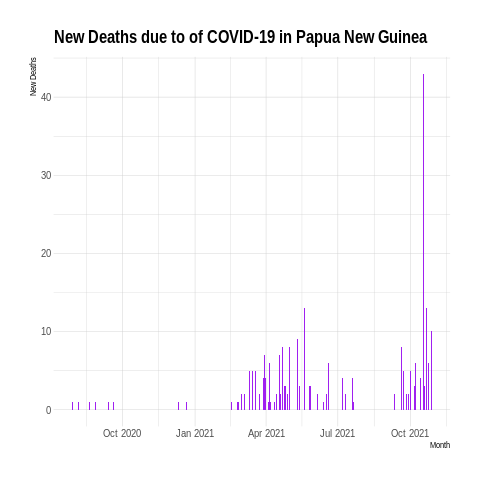 New Deaths due to of COVID-19 in Papua New Guinea
New Deaths
40
30
20
10
0
Oct 2020 Jan 2021 Apr 2021 Jul 2021 Oct 2021
Month